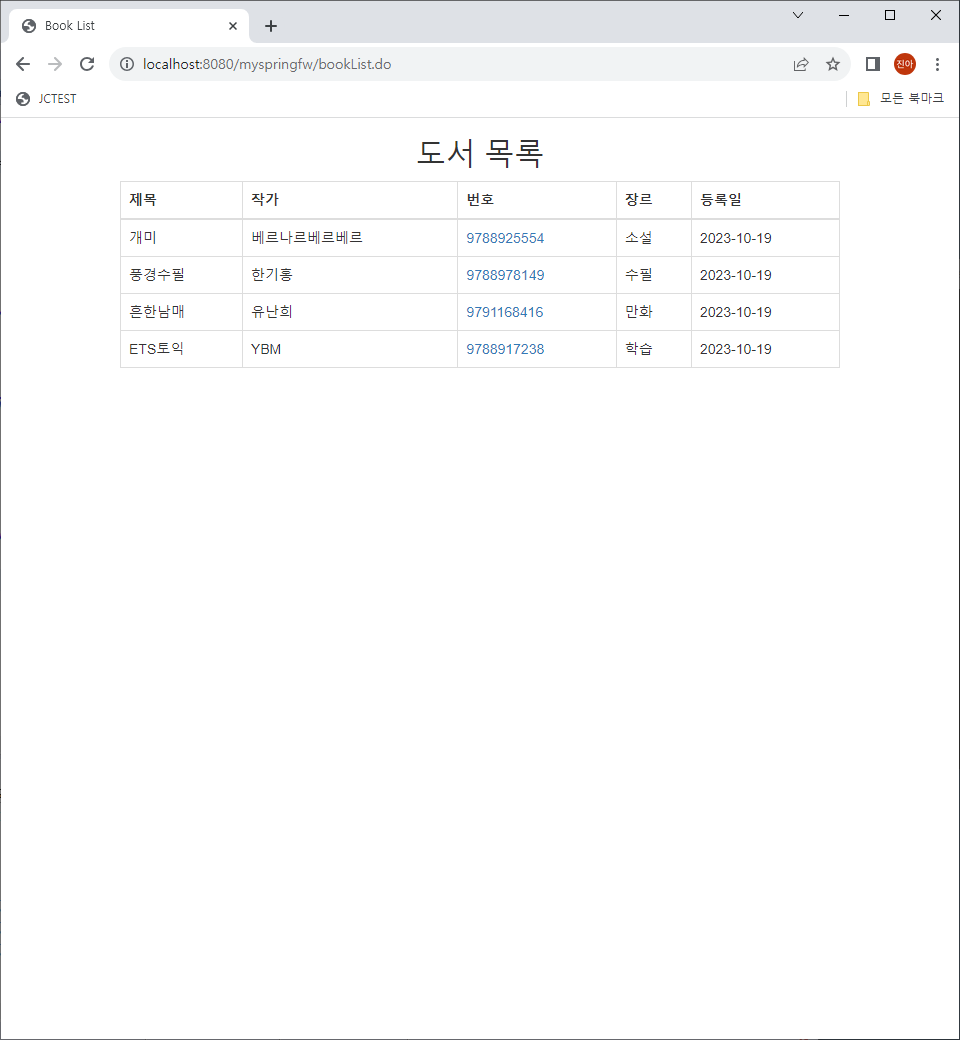 Book List
localhost:8080/myspringfw/bookList.do
진아
JCTEST
모든 북마크
도서 목록
제목 작가 번호 장르 등록일
개미 베르나르베르베르 9788925554 소설 2023-10-19
풍경수필 한기홍 9788978149 수필 2023-10-19
흔한남매 유난희 9791168416 만화 2023-10-19
ETS토익 YBM 9788917238 학습 2023-10-19